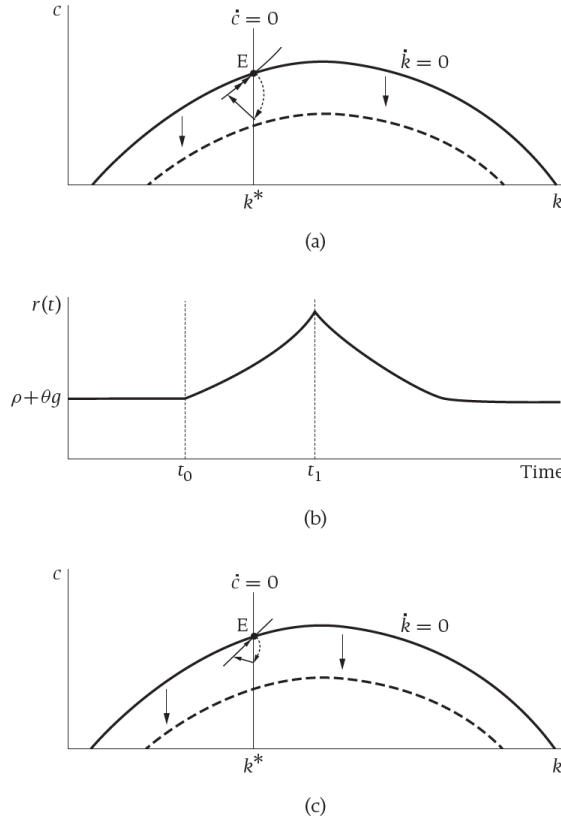 ċ = 0
c
E
k̇ = 0
k*
k
(a)
r(t)
ρ+θg
t₀
t₁
Time
(b)
ċ = 0
c
E
k̇ = 0
k*
k
(c)